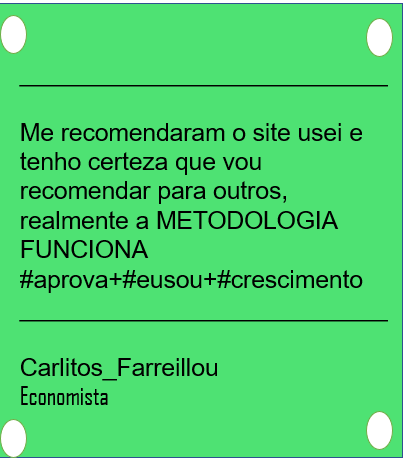 Me recomendaram o site usei e
tenho certeza que vou
recomendar para outros,
realmente a METODOLOGIA
FUNCIONA
#aprova+#eusou+#crescimento
Carlitos_Farreillou
Economista